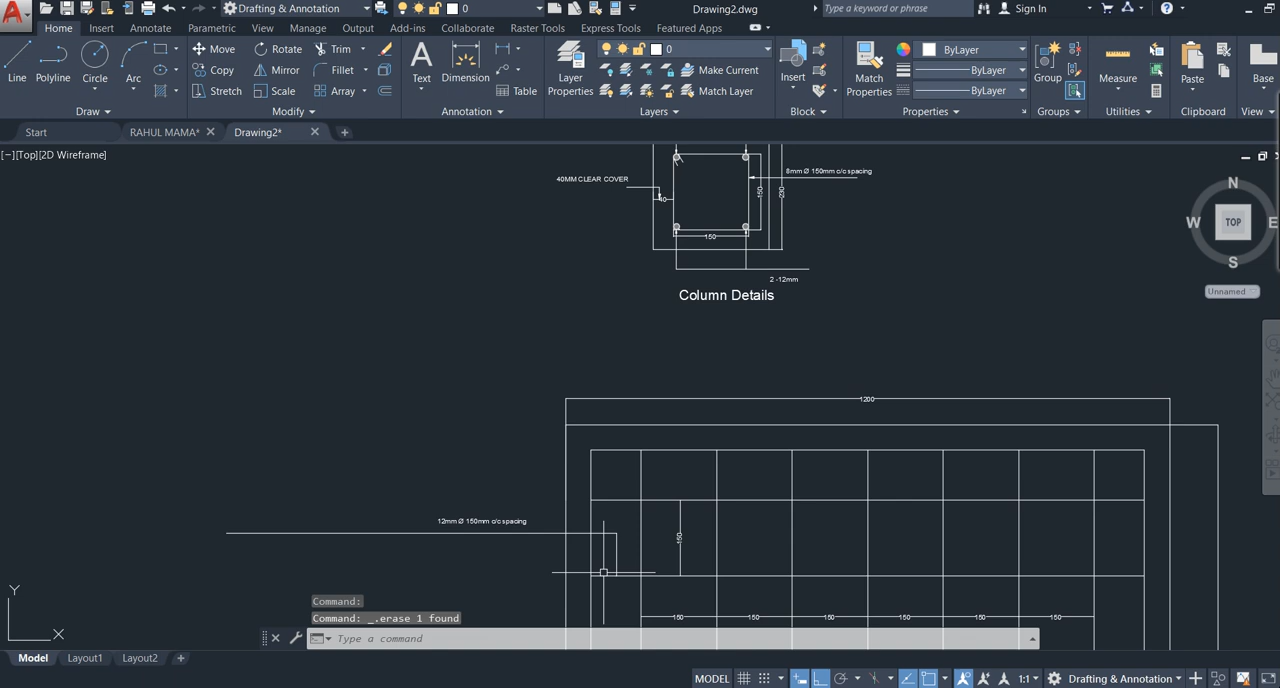 Drafting & Annotation 0 Drawing2.dwg Type a keyword or phrase Sign In
Home Insert Annotate Parametric View Manage Output Add-ins Collaborate Express Tools Raster Tools Featured Apps
Line Polyline Circle Arc
Move Rotate Trim
Copy Mirror Fillet
Stretch Scale Array
Text Dimension Table
Layer Properties 0
Make Current
Match Layer
Insert
Match Properties
ByLayer
ByLayer
ByLayer
Group Measure Paste Base
Draw Modify Annotation Layers Block Properties Groups Utilities Clipboard View
Start RAHUL MAMA* Drawing2*
[−][Top][2D Wireframe]
40MM CLEAR COVER
8mm Ø 150mm c/c spacing
40
150
230
150
2 -12mm
Column Details
N
W TOP E
S
Unnamed
1200
12mm Ø 150mm c/c spacing
150
150 150 150 150 150 150
Y
X
Command:
Command: _.erase 1 found
Type a command
Model Layout1 Layout2
MODEL 1:1 Drafting & Annotation